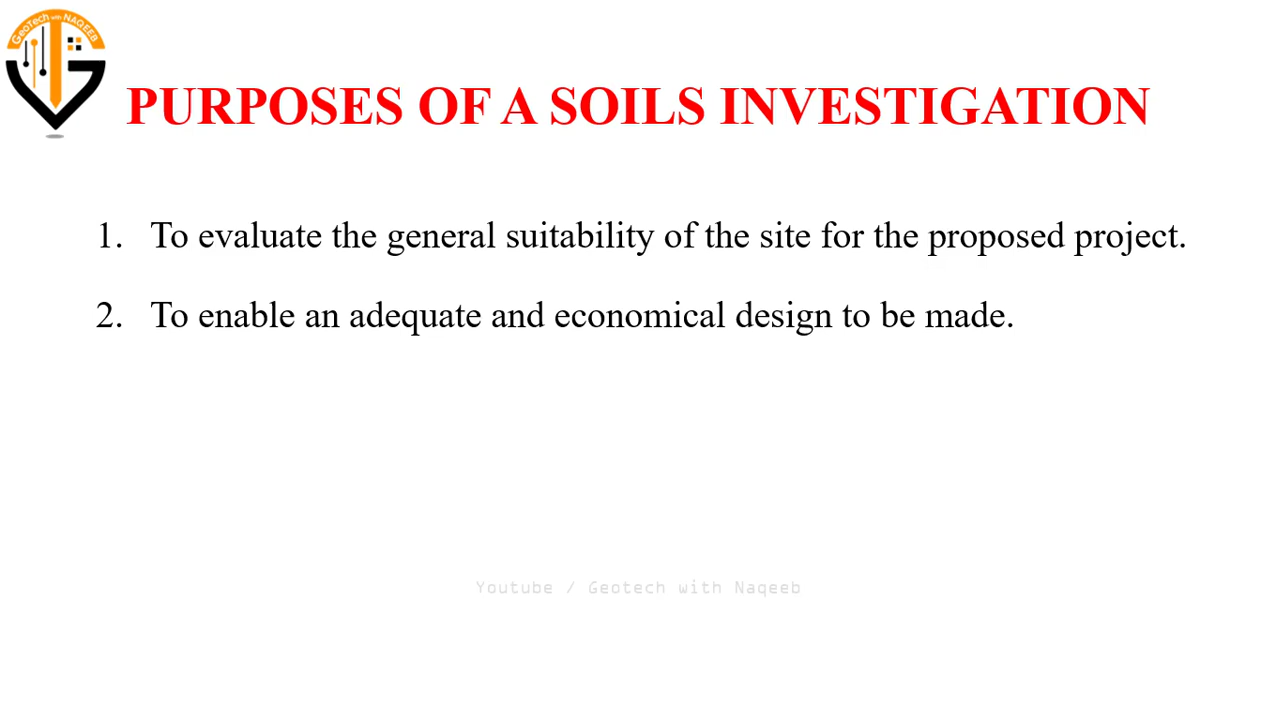 GeoTech with NAQEEB
PURPOSES OF A SOILS INVESTIGATION
1. To evaluate the general suitability of the site for the proposed project.
2. To enable an adequate and economical design to be made.
Youtube / Geotech with Naqeeb